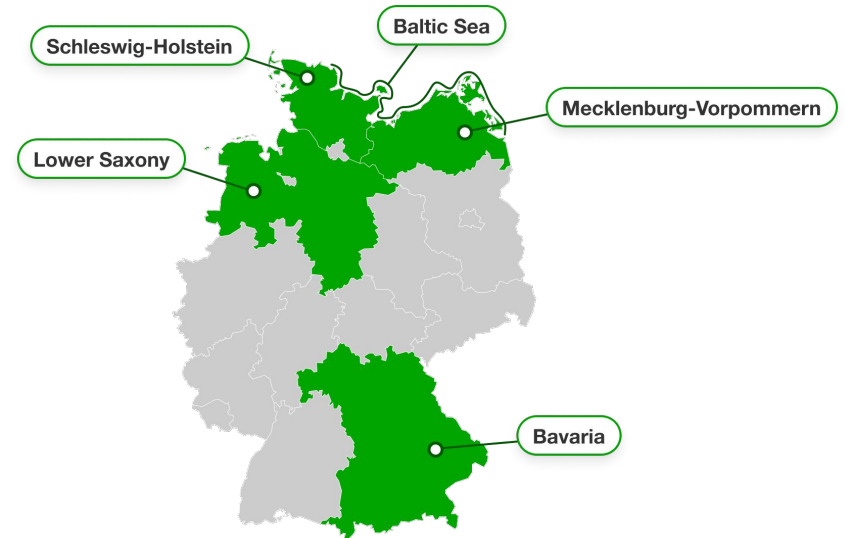 Baltic Sea
Schleswig-Holstein
Mecklenburg-Vorpommern
Lower Saxony
Bavaria